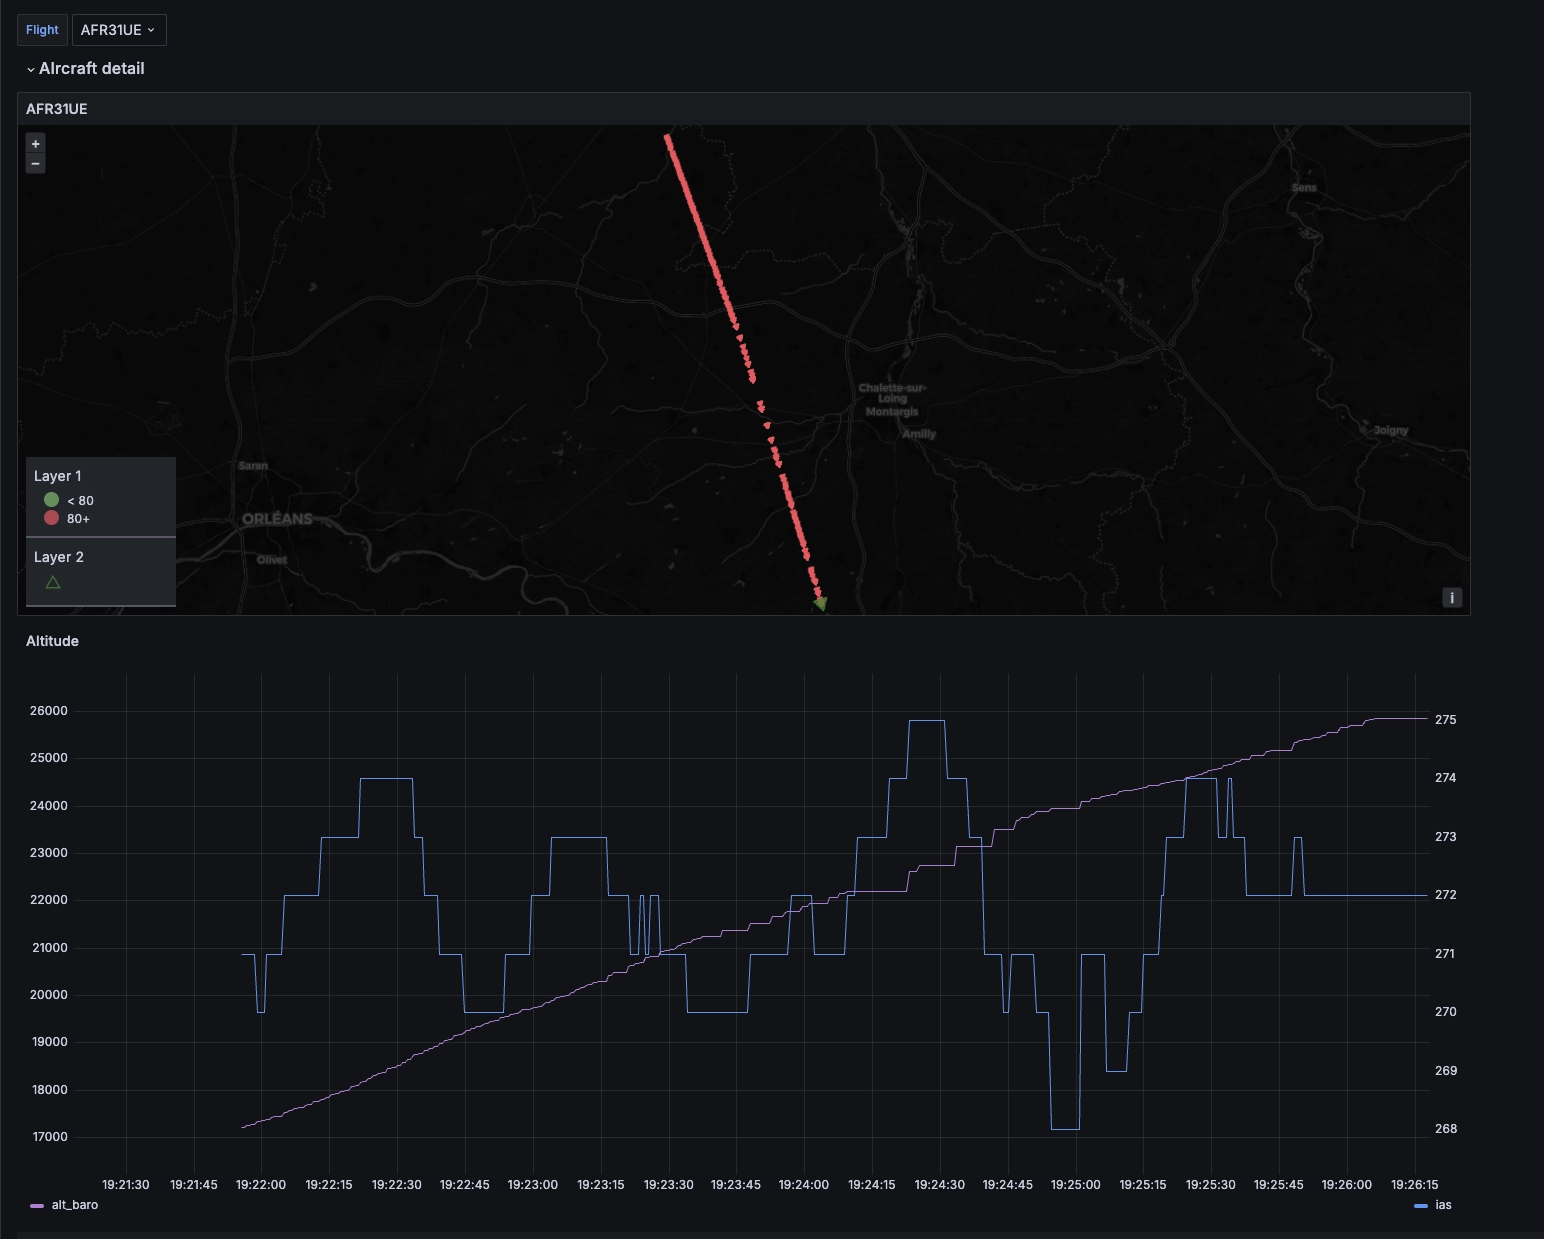 Flight AFR31UE
AIrcraft detail
AFR31UE
+
−
Sens
Chalette-sur-
Loing
Montargis
Amilly
Joigny
Saran
ORLÉANS
Olivet
Layer 1
< 80
80+
Layer 2
i
Altitude
26000
25000
24000
23000
22000
21000
20000
19000
18000
17000
275
274
273
272
271
270
269
268
19:21:30 19:21:45 19:22:00 19:22:15 19:22:30 19:22:45 19:23:00 19:23:15 19:23:30 19:23:45 19:24:00 19:24:15 19:24:30 19:24:45 19:25:00 19:25:15 19:25:30 19:25:45 19:26:00 19:26:15
alt_baro ias